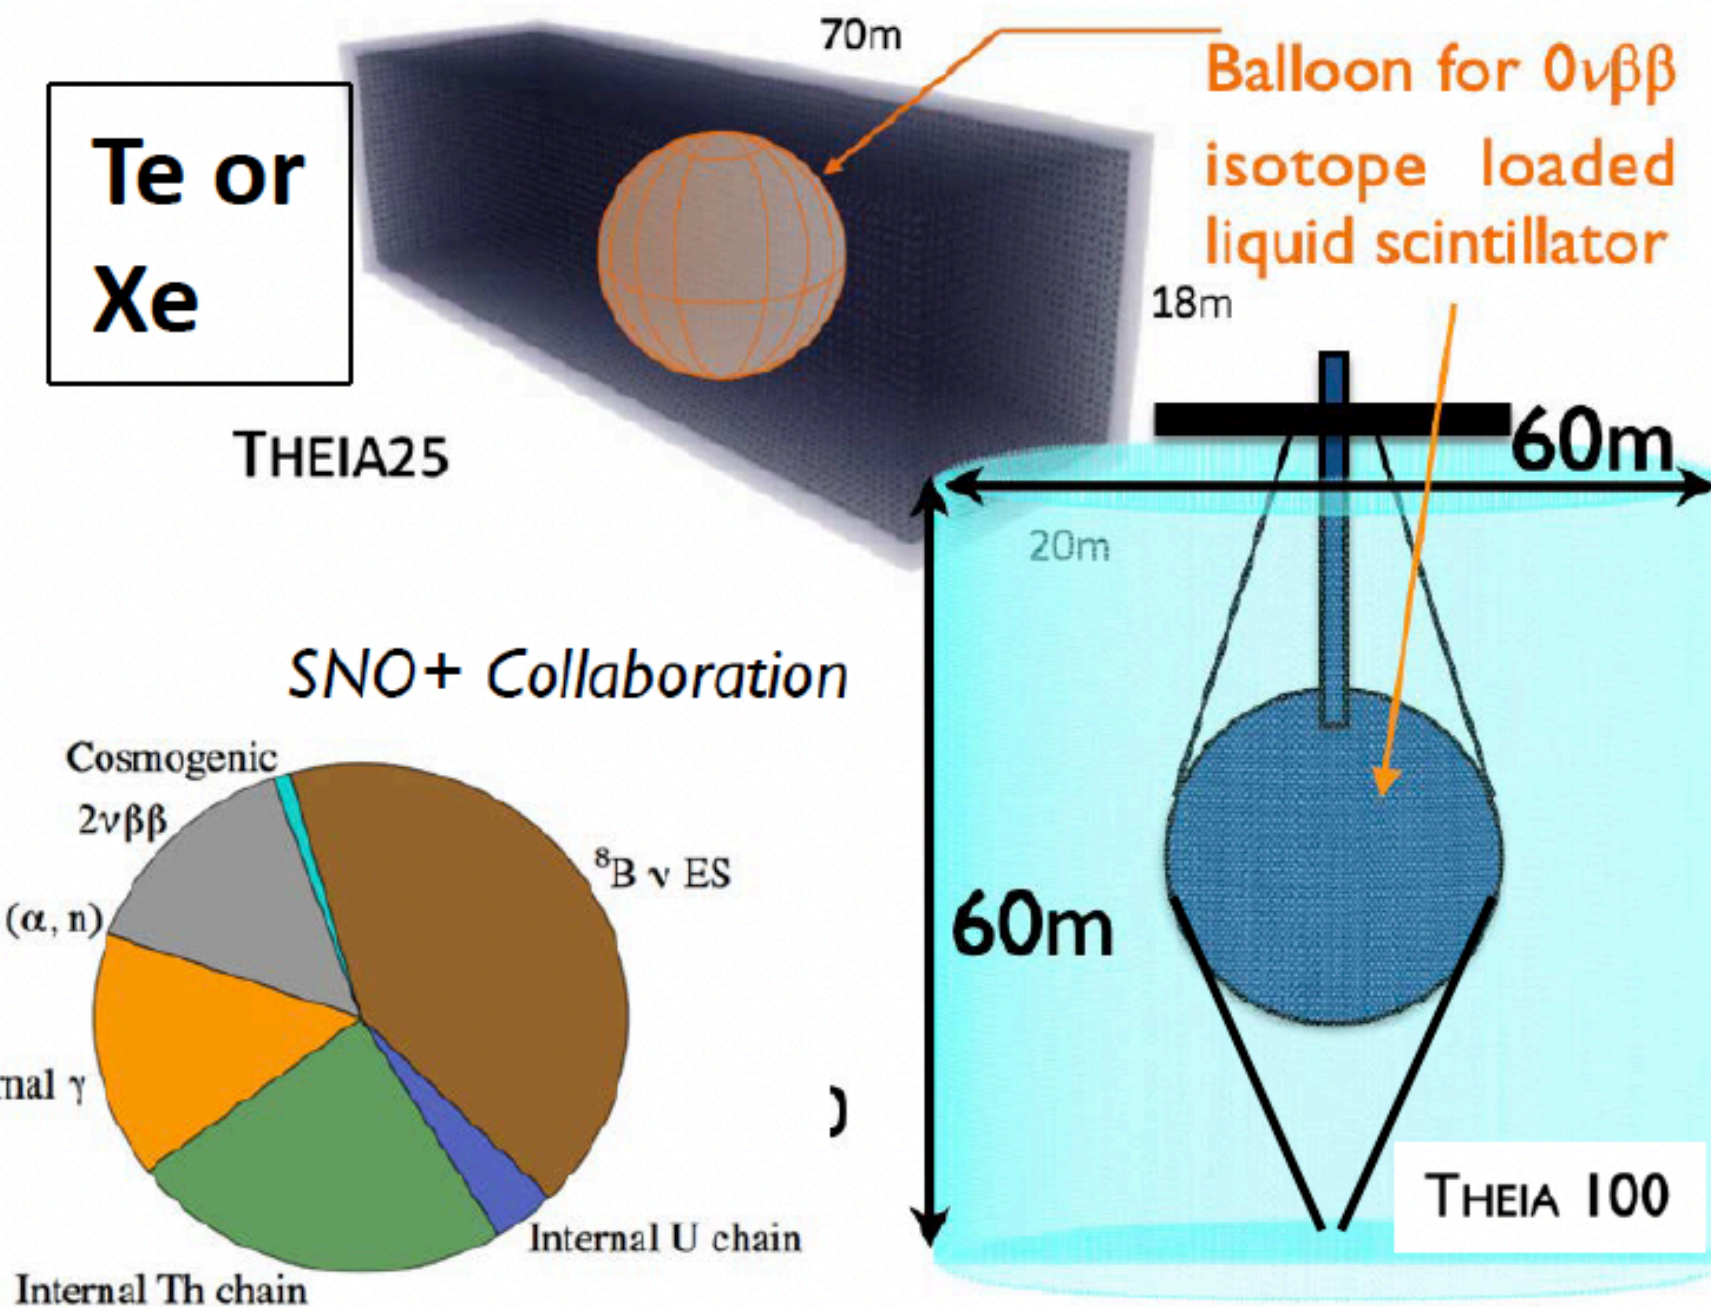 70m
Balloon for 0νββ
isotope loaded
liquid scintillator
Te or
Xe
18m
THEIA25
60m
20m
SNO+ Collaboration
Cosmogenic
2νββ
⁸B ν ES
(α, n)
60m
γ
Internal U chain
THEIA 100
Internal Th chain